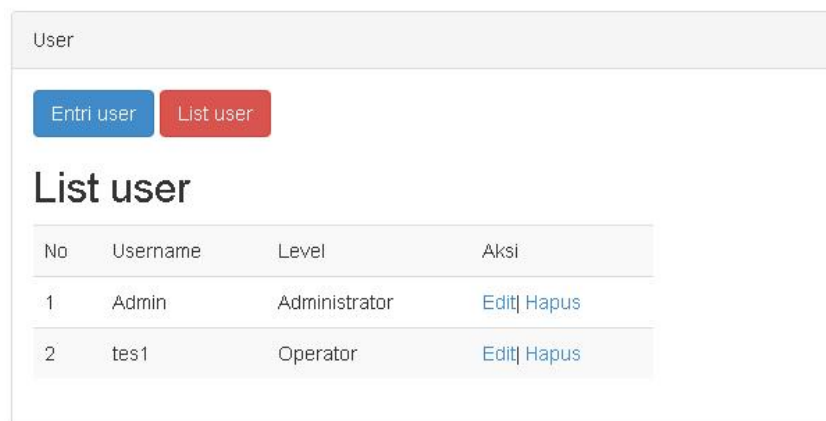 User
Entri user List user
List user
No Username Level Aksi
1 Admin Administrator Edit| Hapus
2 tes1 Operator Edit| Hapus